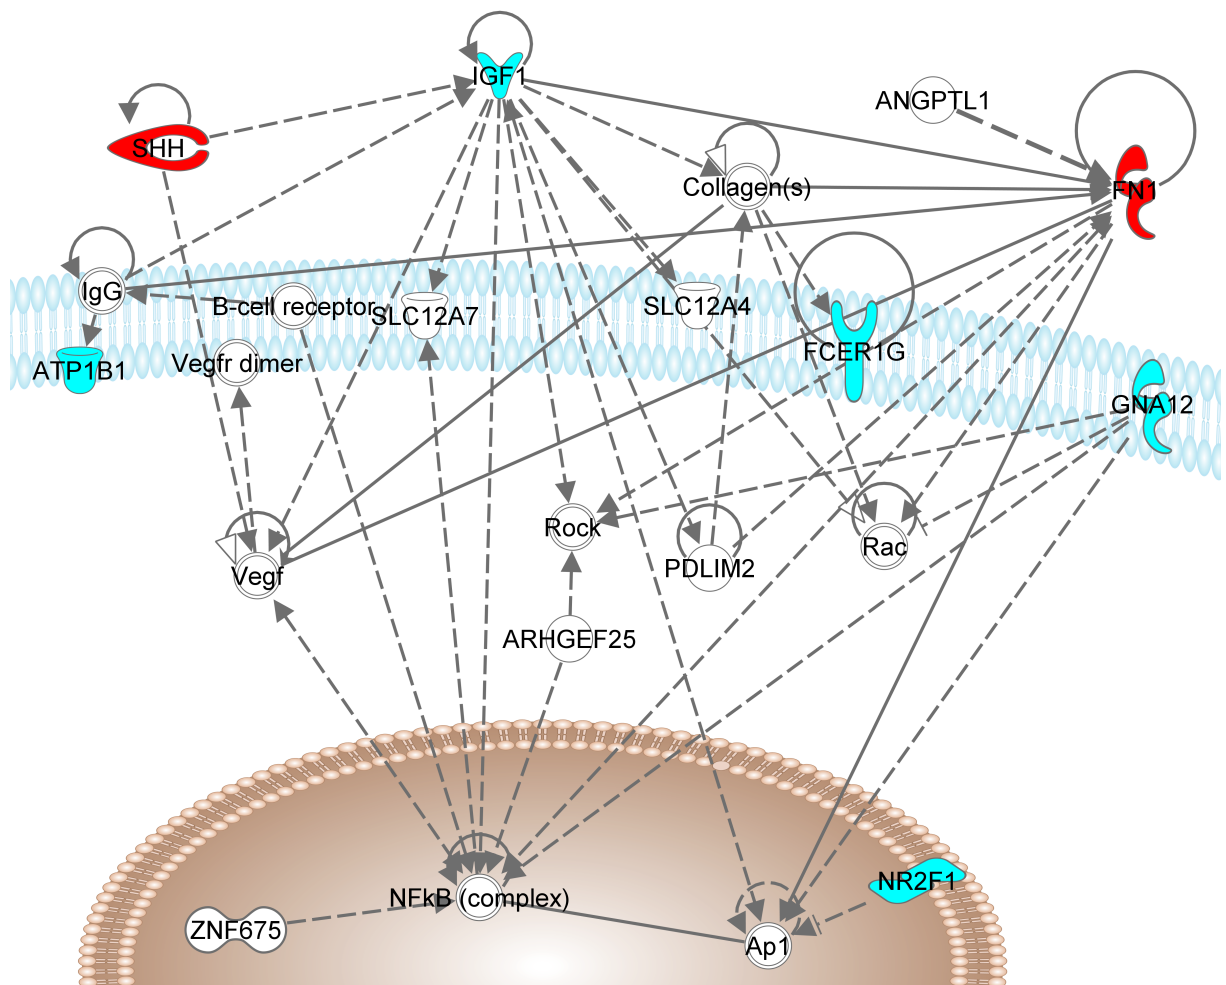 IGF1
ANGPTL1
SHH
Collagen(s)
FN1
IgG
B-cell receptor
SLC12A7
SLC12A4
ATP1B1
Vegfr dimer
FCER1G
GNA12
Rock
Rac
Vegf
PDLIM2
ARHGEF25
NR2F1
NFkB (complex)
ZNF675
Ap1